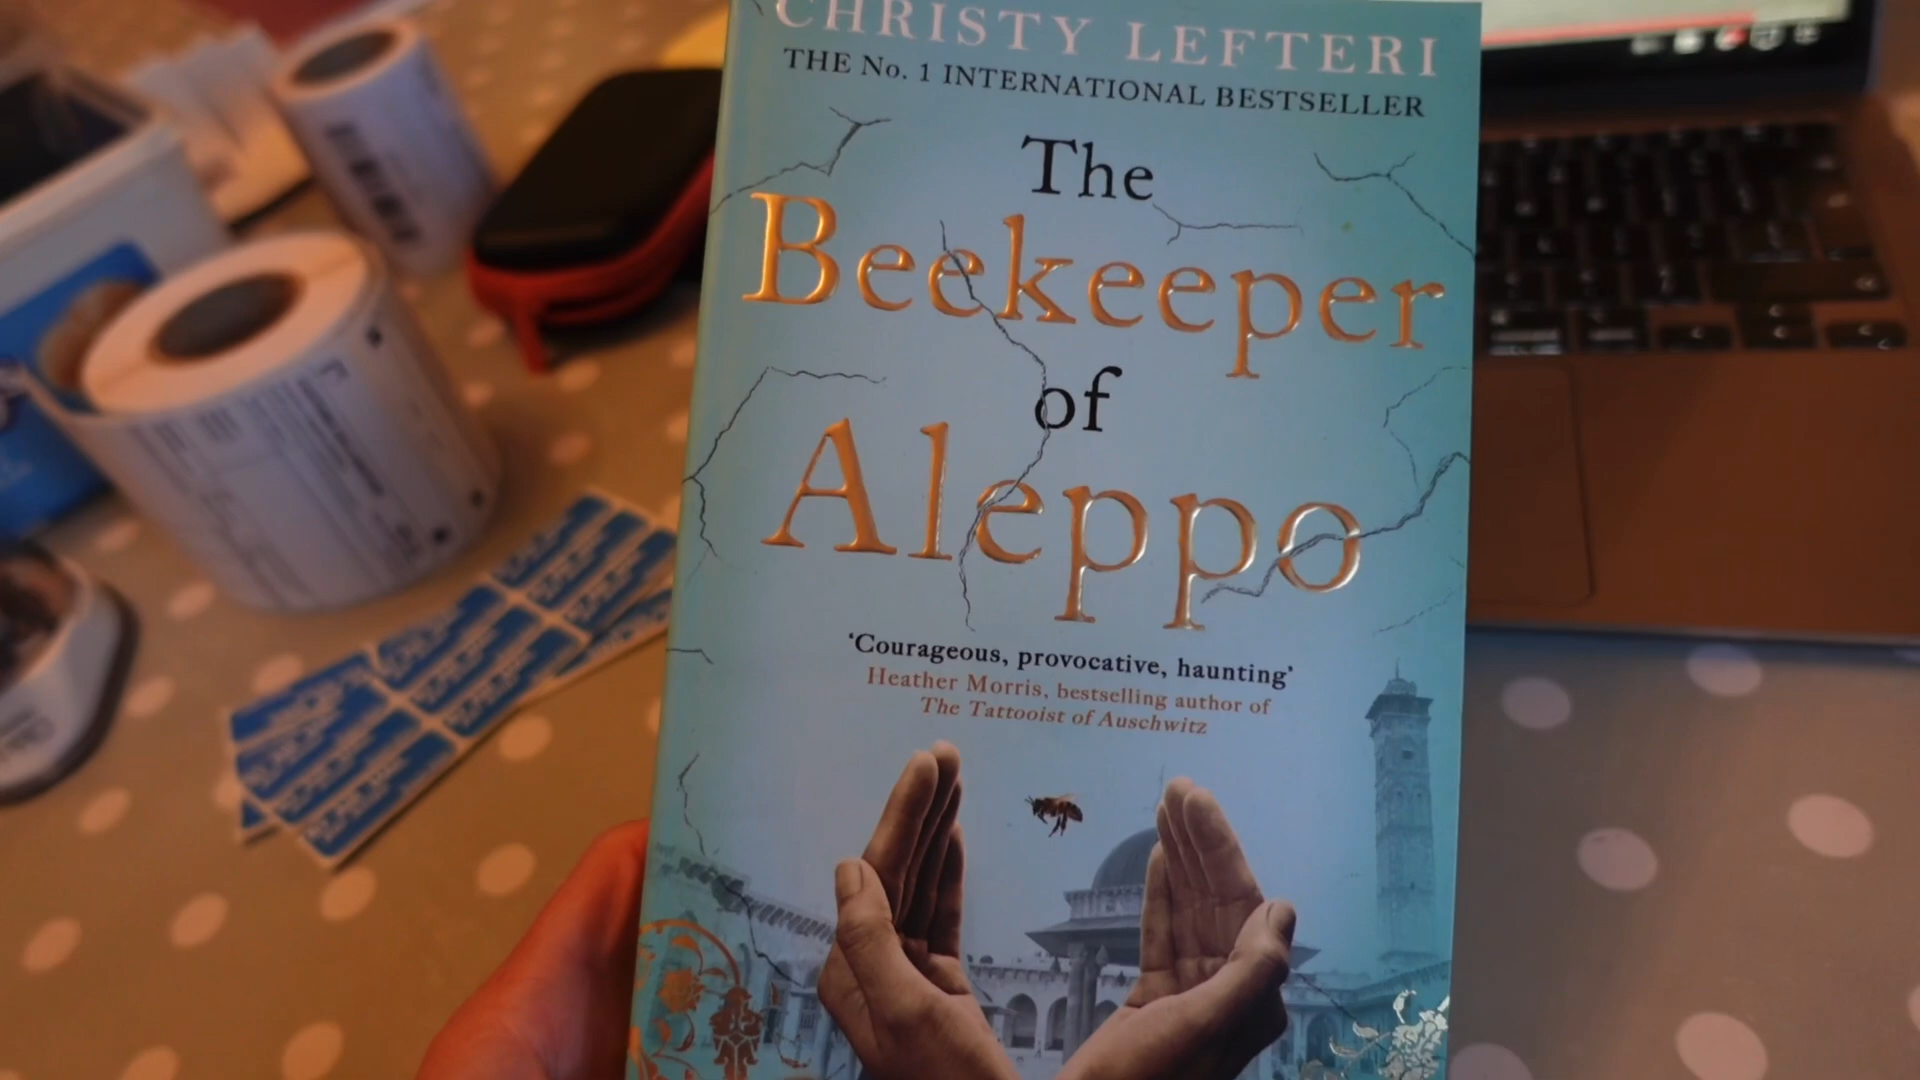 CHRISTY LEFTERI
THE No. 1 INTERNATIONAL BESTSELLER
The
Beekeeper
of
Aleppo
‘Courageous, provocative, haunting’
Heather Morris, bestselling author of
The Tattooist of Auschwitz